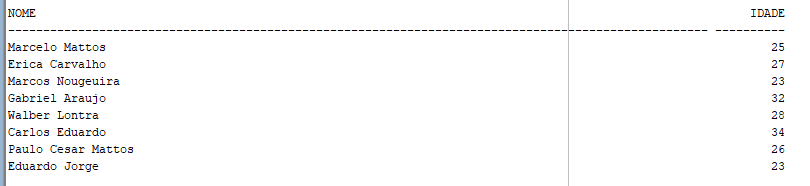 NOME IDADE
---------------------------------------------------------------------------------------------------- ----------
Marcelo Mattos 25
Erica Carvalho 27
Marcos Nougeuira 23
Gabriel Araujo 32
Walber Lontra 28
Carlos Eduardo 34
Paulo Cesar Mattos 26
Eduardo Jorge 23